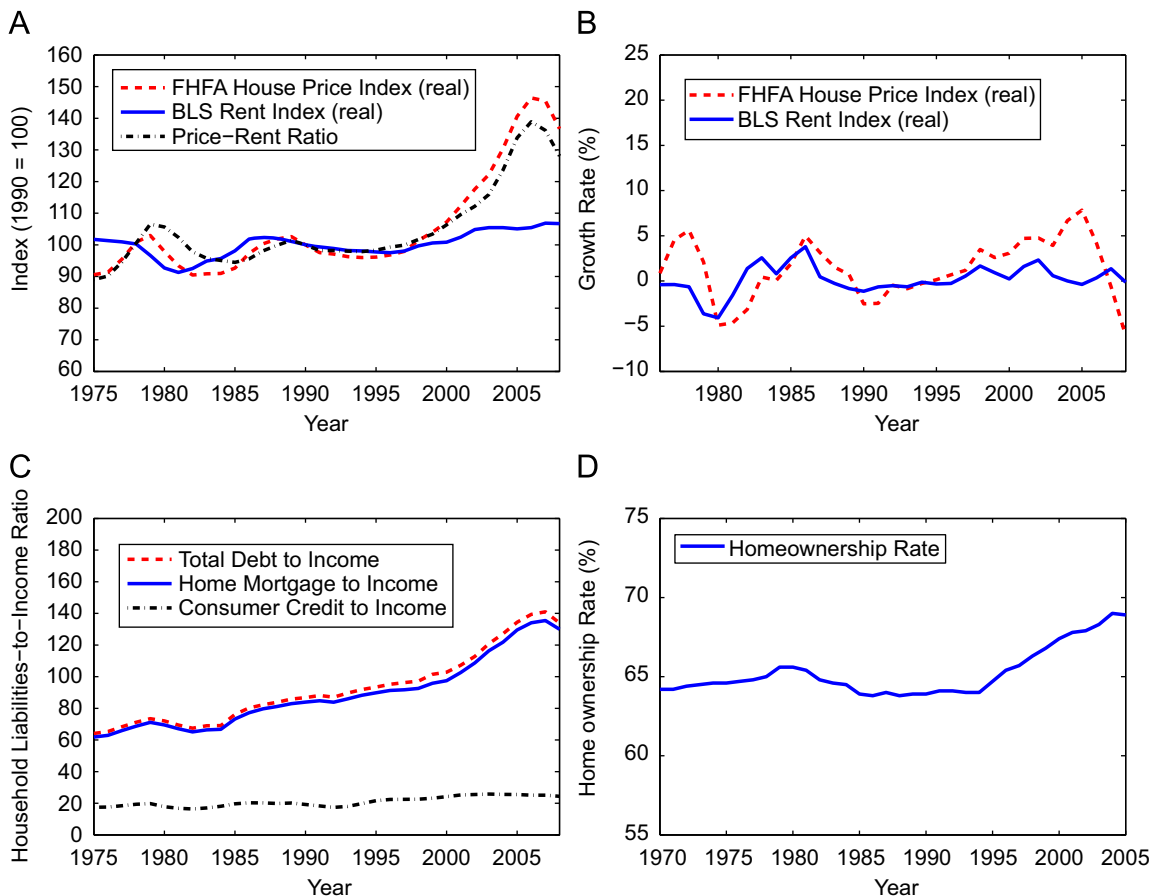 A
Index (1990 = 100)
160
150
140
130
120
110
100
90
80
70
60
FHFA House Price Index (real)
BLS Rent Index (real)
Price−Rent Ratio
1975 1980 1985 1990 1995 2000 2005
Year
B
Growth Rate (%)
25
20
15
10
5
0
−5
−10
FHFA House Price Index (real)
BLS Rent Index (real)
1980 1985 1990 1995 2000 2005
Year
C
Household Liabilities−to−Income Ratio
200
180
160
140
120
100
80
60
40
20
0
Total Debt to Income
Home Mortgage to Income
Consumer Credit to Income
1975 1980 1985 1990 1995 2000 2005
Year
D
Home ownership Rate (%)
75
70
65
60
55
Homeownership Rate
1970 1975 1980 1985 1990 1995 2000 2005
Year